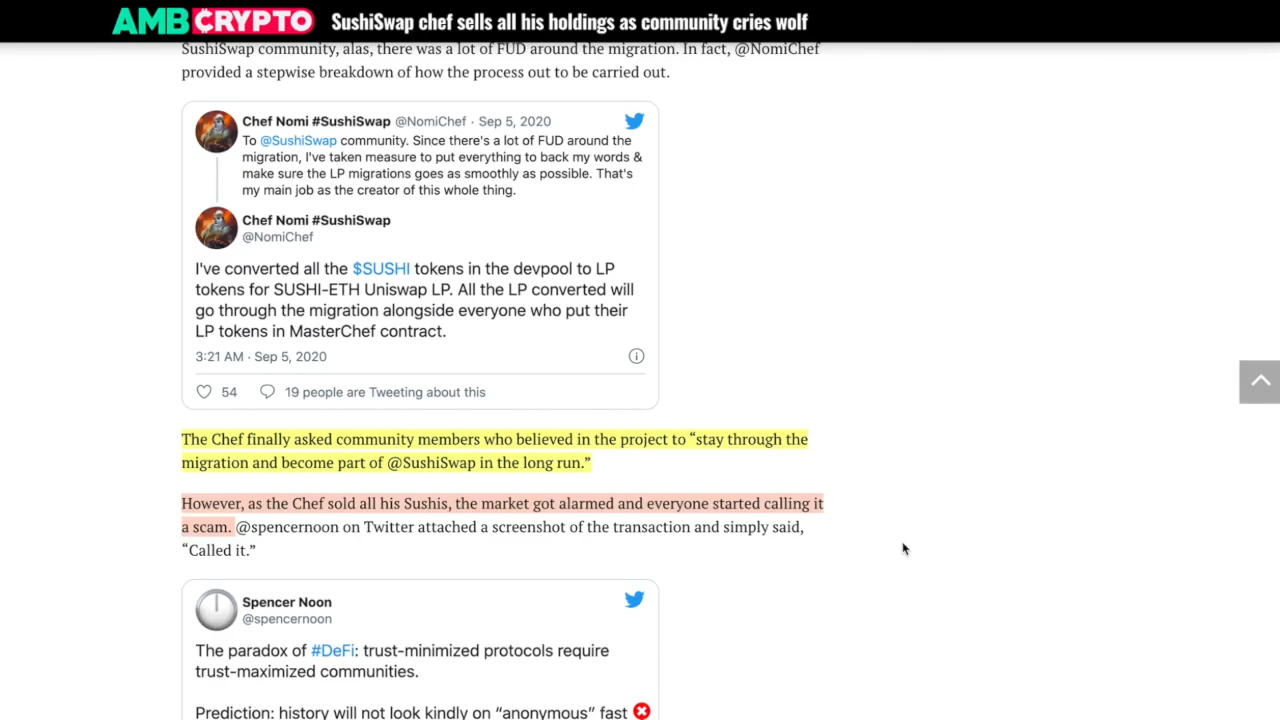 AMBCRYPTO SushiSwap chef sells all his holdings as community cries wolf
SushiSwap community, alas, there was a lot of FUD around the migration. In fact, @NomiChef
provided a stepwise breakdown of how the process out to be carried out.
Chef Nomi #SushiSwap @NomiChef · Sep 5, 2020
To @SushiSwap community. Since there's a lot of FUD around the
migration, I've taken measure to put everything to back my words &
make sure the LP migrations goes as smoothly as possible. That's
my main job as the creator of this whole thing.
Chef Nomi #SushiSwap
@NomiChef
I've converted all the $SUSHI tokens in the devpool to LP
tokens for SUSHI-ETH Uniswap LP. All the LP converted will
go through the migration alongside everyone who put their
LP tokens in MasterChef contract.
3:21 AM · Sep 5, 2020
54 19 people are Tweeting about this
The Chef finally asked community members who believed in the project to “stay through the
migration and become part of @SushiSwap in the long run.”
However, as the Chef sold all his Sushis, the market got alarmed and everyone started calling it
a scam. @spencernoon on Twitter attached a screenshot of the transaction and simply said,
“Called it.”
Spencer Noon
@spencernoon
The paradox of #DeFi: trust-minimized protocols require
trust-maximized communities.
Prediction: history will not look kindly on “anonymous” fast